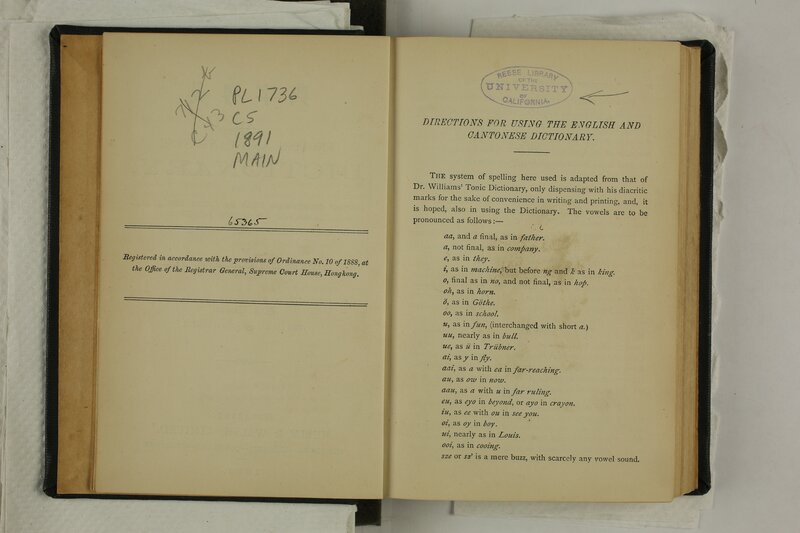 PL1736
C5
1891
MAIN
65365
Registered in accordance with the provisions of Ordinance No. 10 of 1888, at
the Office of the Registrar General, Supreme Court House, Hongkong.
REESE LIBRARY
OF THE
UNIVERSITY
OF
CALIFORNIA.
DIRECTIONS FOR USING THE ENGLISH AND
CANTONESE DICTIONARY.
THE system of spelling here used is adapted from that of
Dr. Williams' Tonic Dictionary, only dispensing with his diacritic
marks for the sake of convenience in writing and printing, and, it
is hoped, also in using the Dictionary. The vowels are to be
pronounced as follows:—
aa, and a final, as in father.
a, not final, as in company.
e, as in they.
i, as in machine, but before ng and k as in king.
o, final as in no, and not final, as in hop.
oh, as in horn.
ö, as in Göthe.
oo, as in school.
u, as in fun, (interchanged with short a.)
uu, nearly as in bull.
ue, as ü in Trübner.
ai, as y in fly.
aai, as a with ea in far-reaching.
au, as ow in now.
aau, as a with u in far ruling.
eu, as eyo in beyond, or ayo in crayon.
iu, as ee with ou in see you.
oi, as oy in boy.
ui, nearly as in Louis.
ooi, as in cooing.
sze or sz' is a mere buzz, with scarcely any vowel sound.